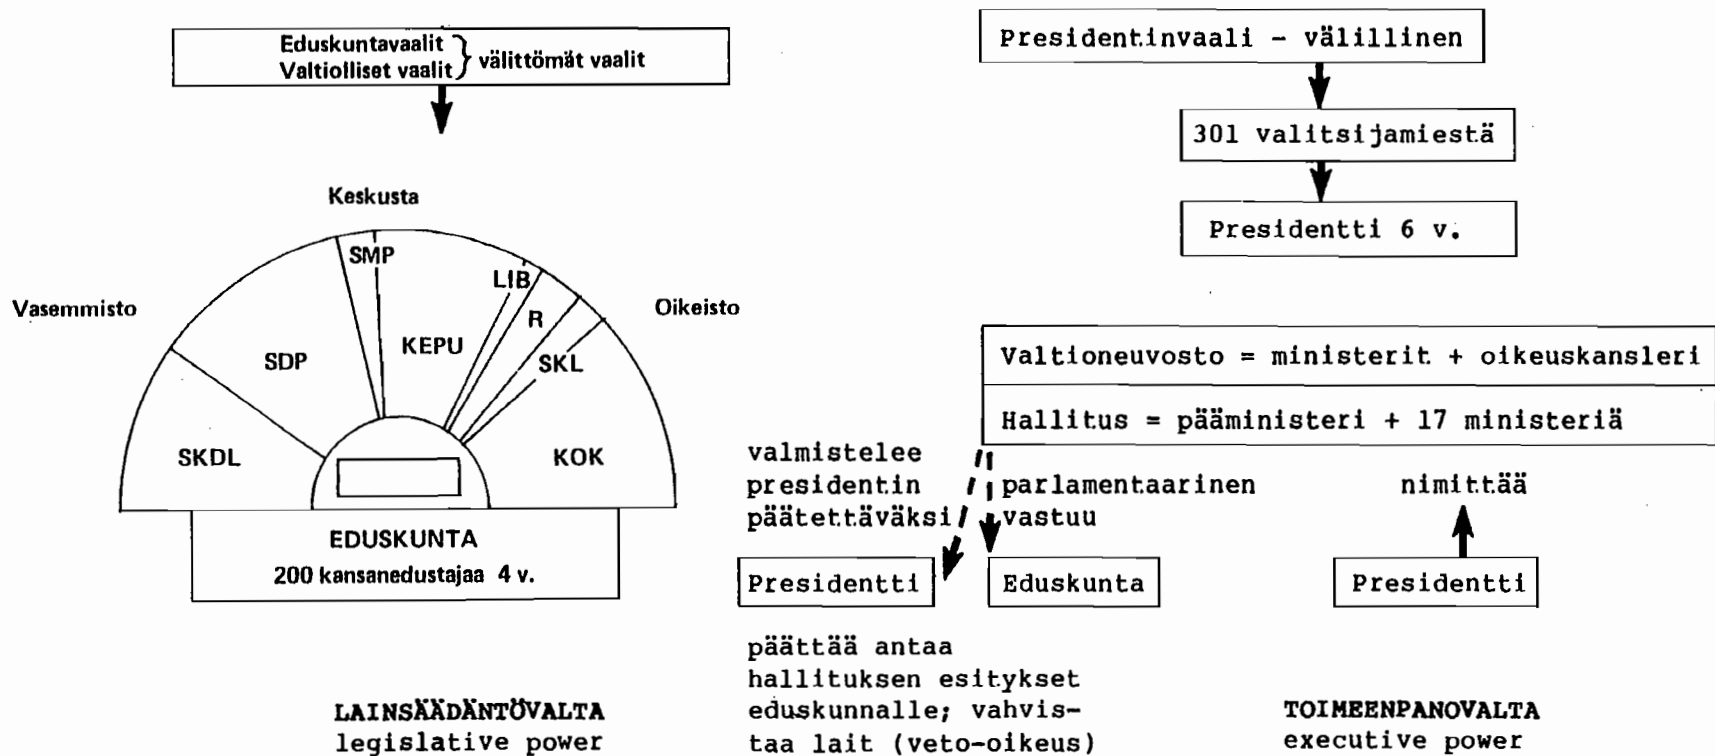 Eduskuntavaalit
Valtiolliset vaalit } välittömät vaalit
Keskusta
Vasemmisto
Oikeisto
SKDL
SDP
SMP
KEPU
LIB
R
SKL
KOK
EDUSKUNTA
200 kansanedustajaa 4 v.
LAINSÄÄDÄNTÖVALTA
legislative power
Presidentinvaali - välillinen
301 valitsijamiestä
Presidentti 6 v.
Valtioneuvosto = ministerit + oikeuskansleri
Hallitus = pääministeri + 17 ministeriä
valmistelee
presidentin
päätettäväksi
parlamentaarinen
vastuu
nimittää
Presidentti
Eduskunta
Presidentti
päättää antaa
hallituksen esitykset
eduskunnalle; vahvis-
taa lait (veto-oikeus)
TOIMEENPANOVALTA
executive power